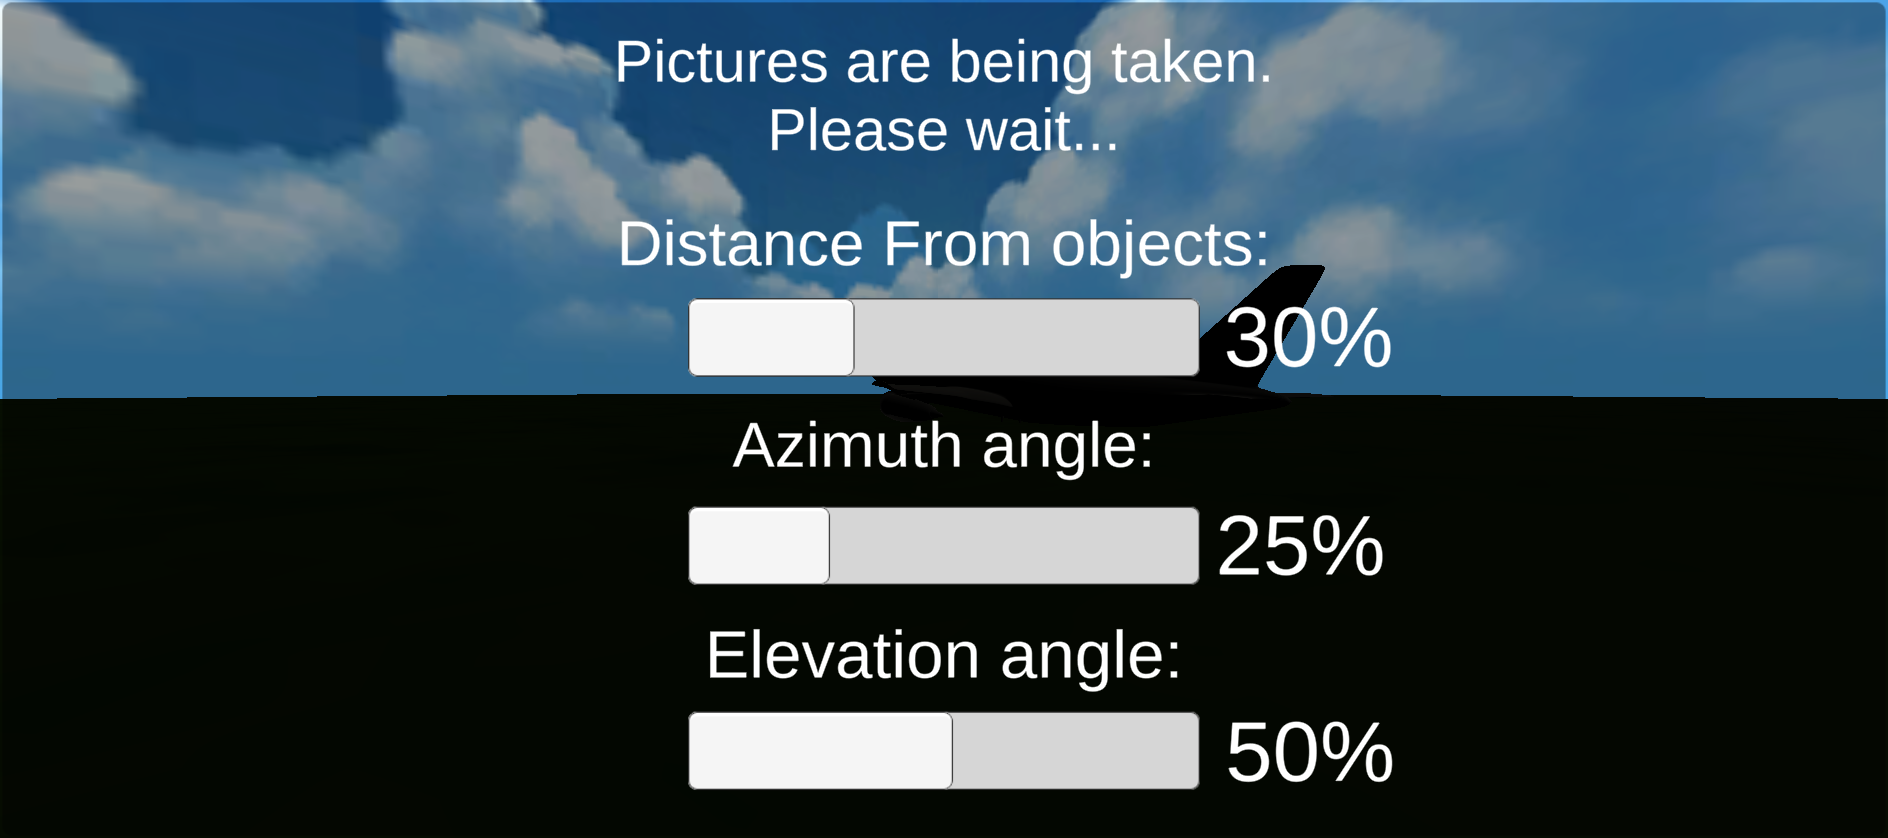 Pictures are being taken.
Please wait...
Distance From objects:
30%
Azimuth angle:
25%
Elevation angle:
50%